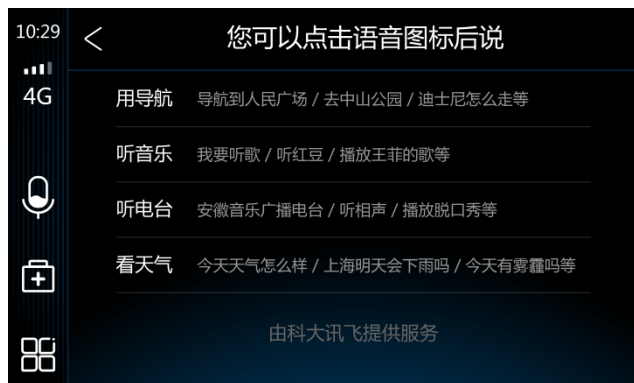 10:29
4G
您可以点击语音图标后说
用导航 导航到人民广场 / 去中山公园 / 迪士尼怎么走等
听音乐 我要听歌 / 听红豆 / 播放王菲的歌等
听电台 安徽音乐广播电台 / 听相声 / 播放脱口秀等
看天气 今天天气怎么样 / 上海明天会下雨吗 / 今天有雾霾吗等
由科大讯飞提供服务